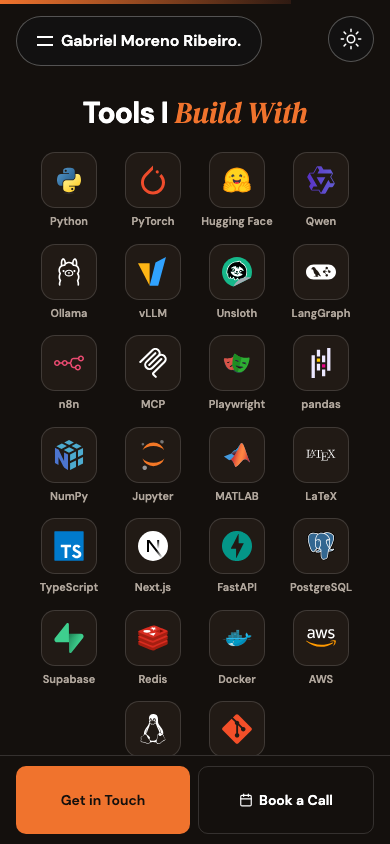 Gabriel Moreno Ribeiro.
Tools I Build With
Python PyTorch Hugging Face Qwen
Ollama vLLM Unsloth LangGraph
n8n MCP Playwright pandas
LATEX
NumPy Jupyter MATLAB LaTeX
TS N
TypeScript Next.js FastAPI PostgreSQL
aws
Supabase Redis Docker AWS
Get in Touch Book a Call